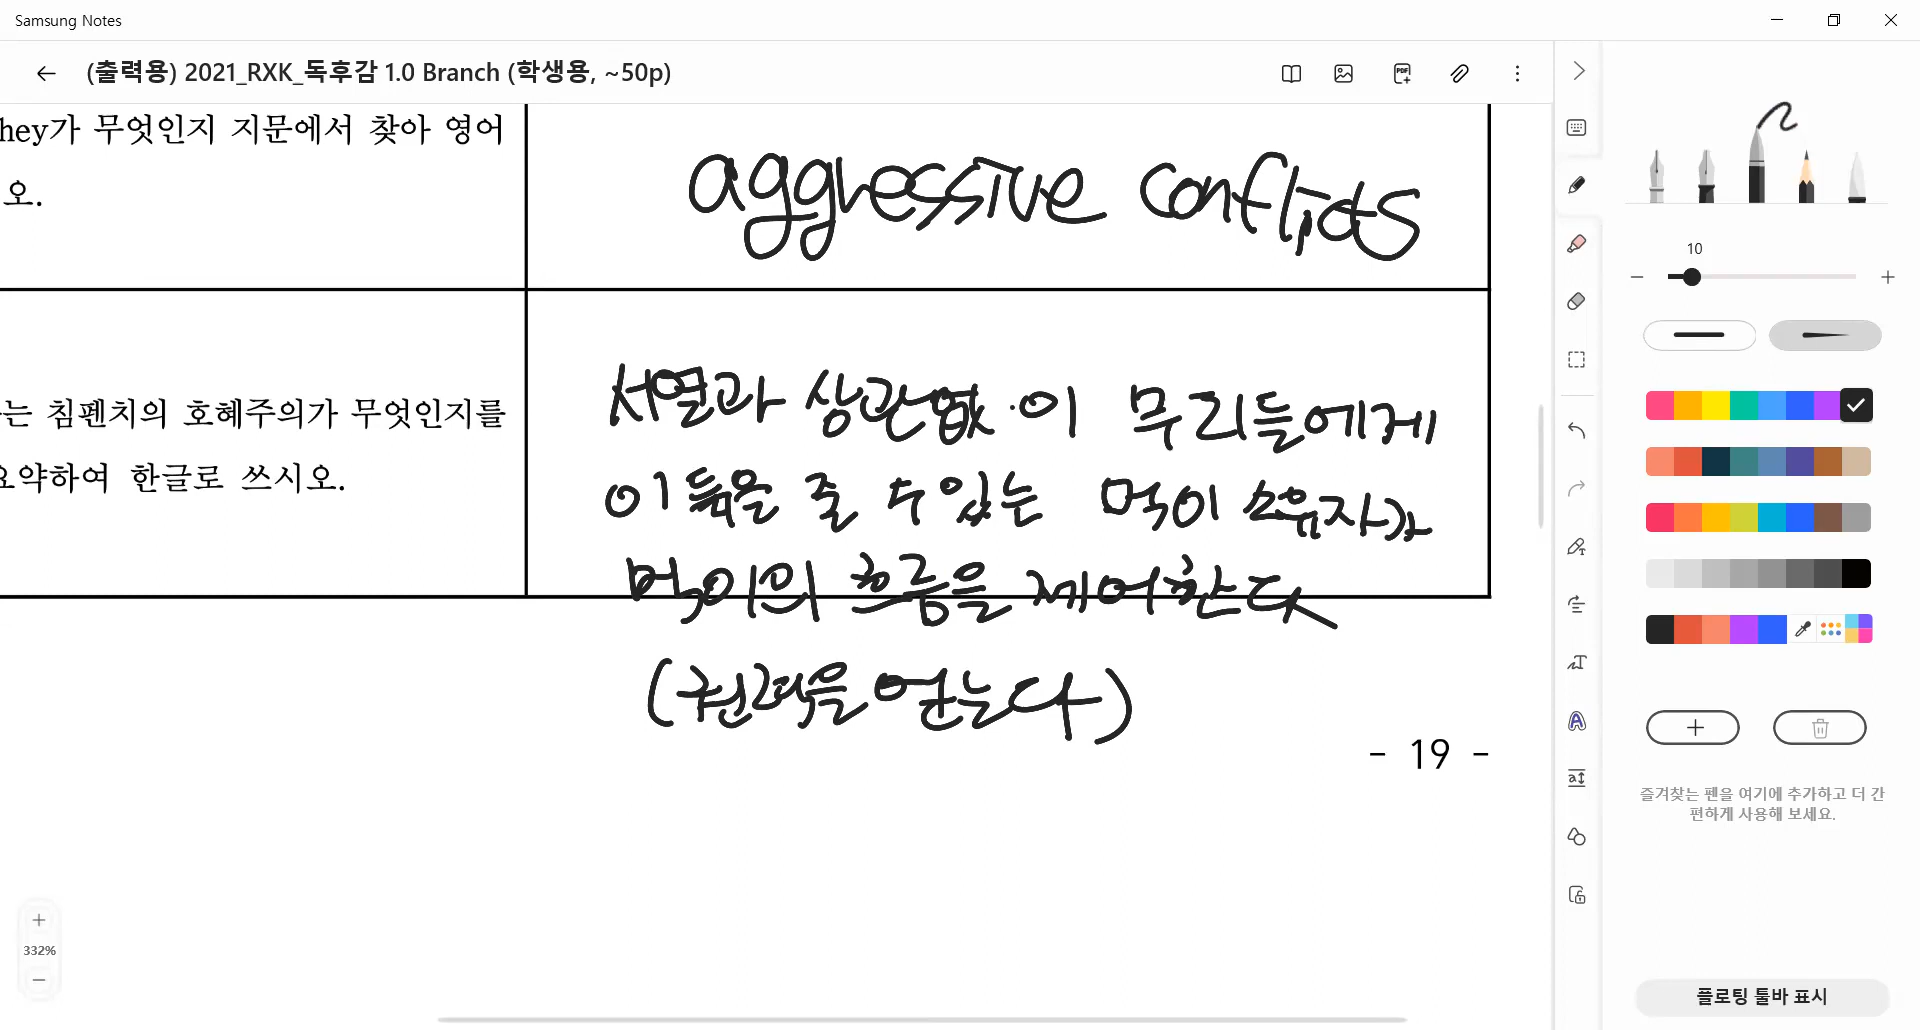 Samsung Notes
(출력용) 2021_RXK_독후감 1.0 Branch (학생용, ~50p)
hey가 무엇인지 지문에서 찾아 영어
오.
aggressive conflicts
는 침펜치의 호혜주의가 무엇인지를
요약하여 한글로 쓰시오.
서열과 상관없이 무리들에게
이득을 줄 수 있는 먹이 소유자가
먹이의 흐름을 제어한다
(권력을 얻는다)
- 19 -
10
즐겨찾는 펜을 여기에 추가하고 더 간
편하게 사용해 보세요.
332%
플로팅 툴바 표시